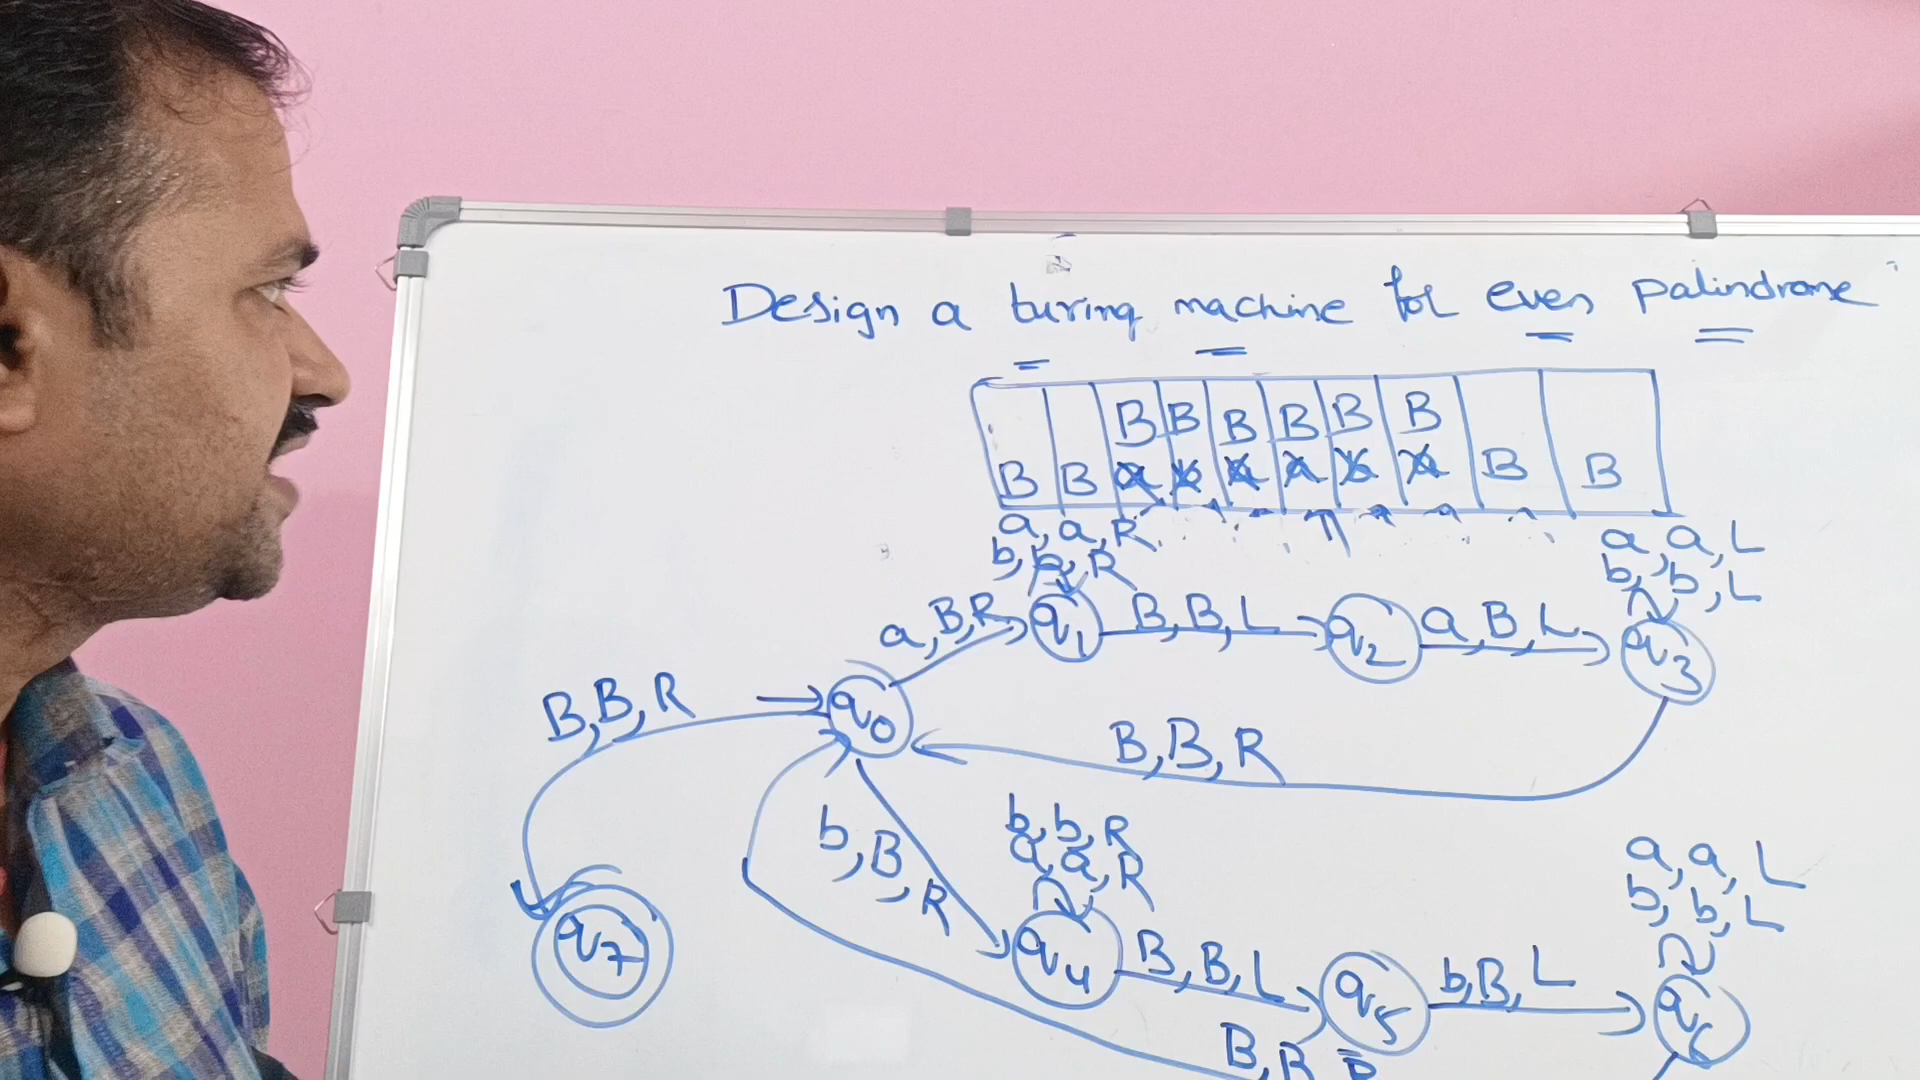 Design a turing machine for even palindrome
B B B B B B
B B a b a a b a B B
a, a, R
b, b, R
a, a, L
b, b, L
a, B, R
q1
B, B, L
q2
a, B, L
q3
B, B, R
q0
B, B, R
b, B, R
b, b, R
a, a, R
a, a, L
b, b, L
q7
q4
B, B, L
q5
b, B, L
q6
B, B, R